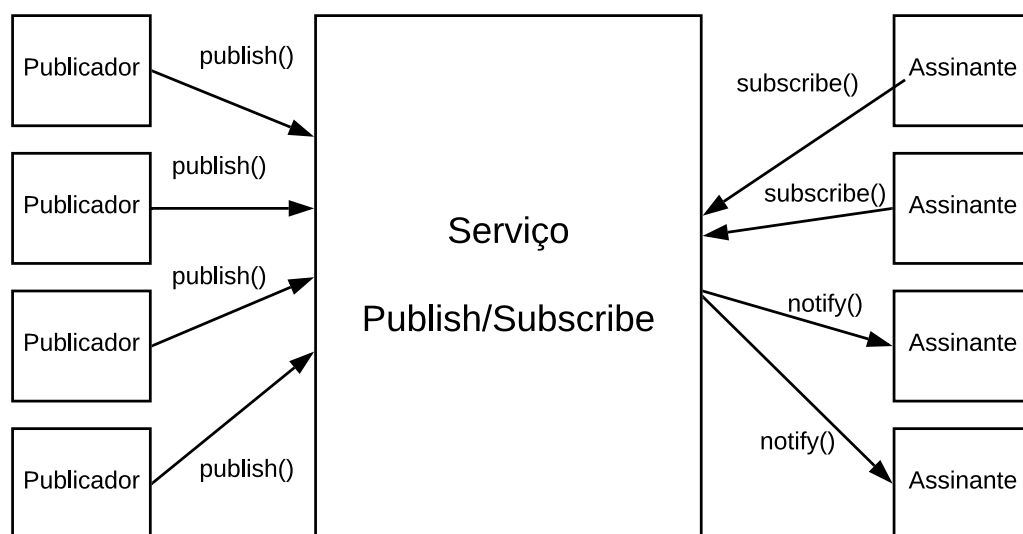 Publicador
publish()
Assinante
subscribe()
Publicador
publish()
Assinante
subscribe()
Serviço
Publish/Subscribe
Publicador
publish()
Assinante
notify()
Publicador
publish()
Assinante
notify()